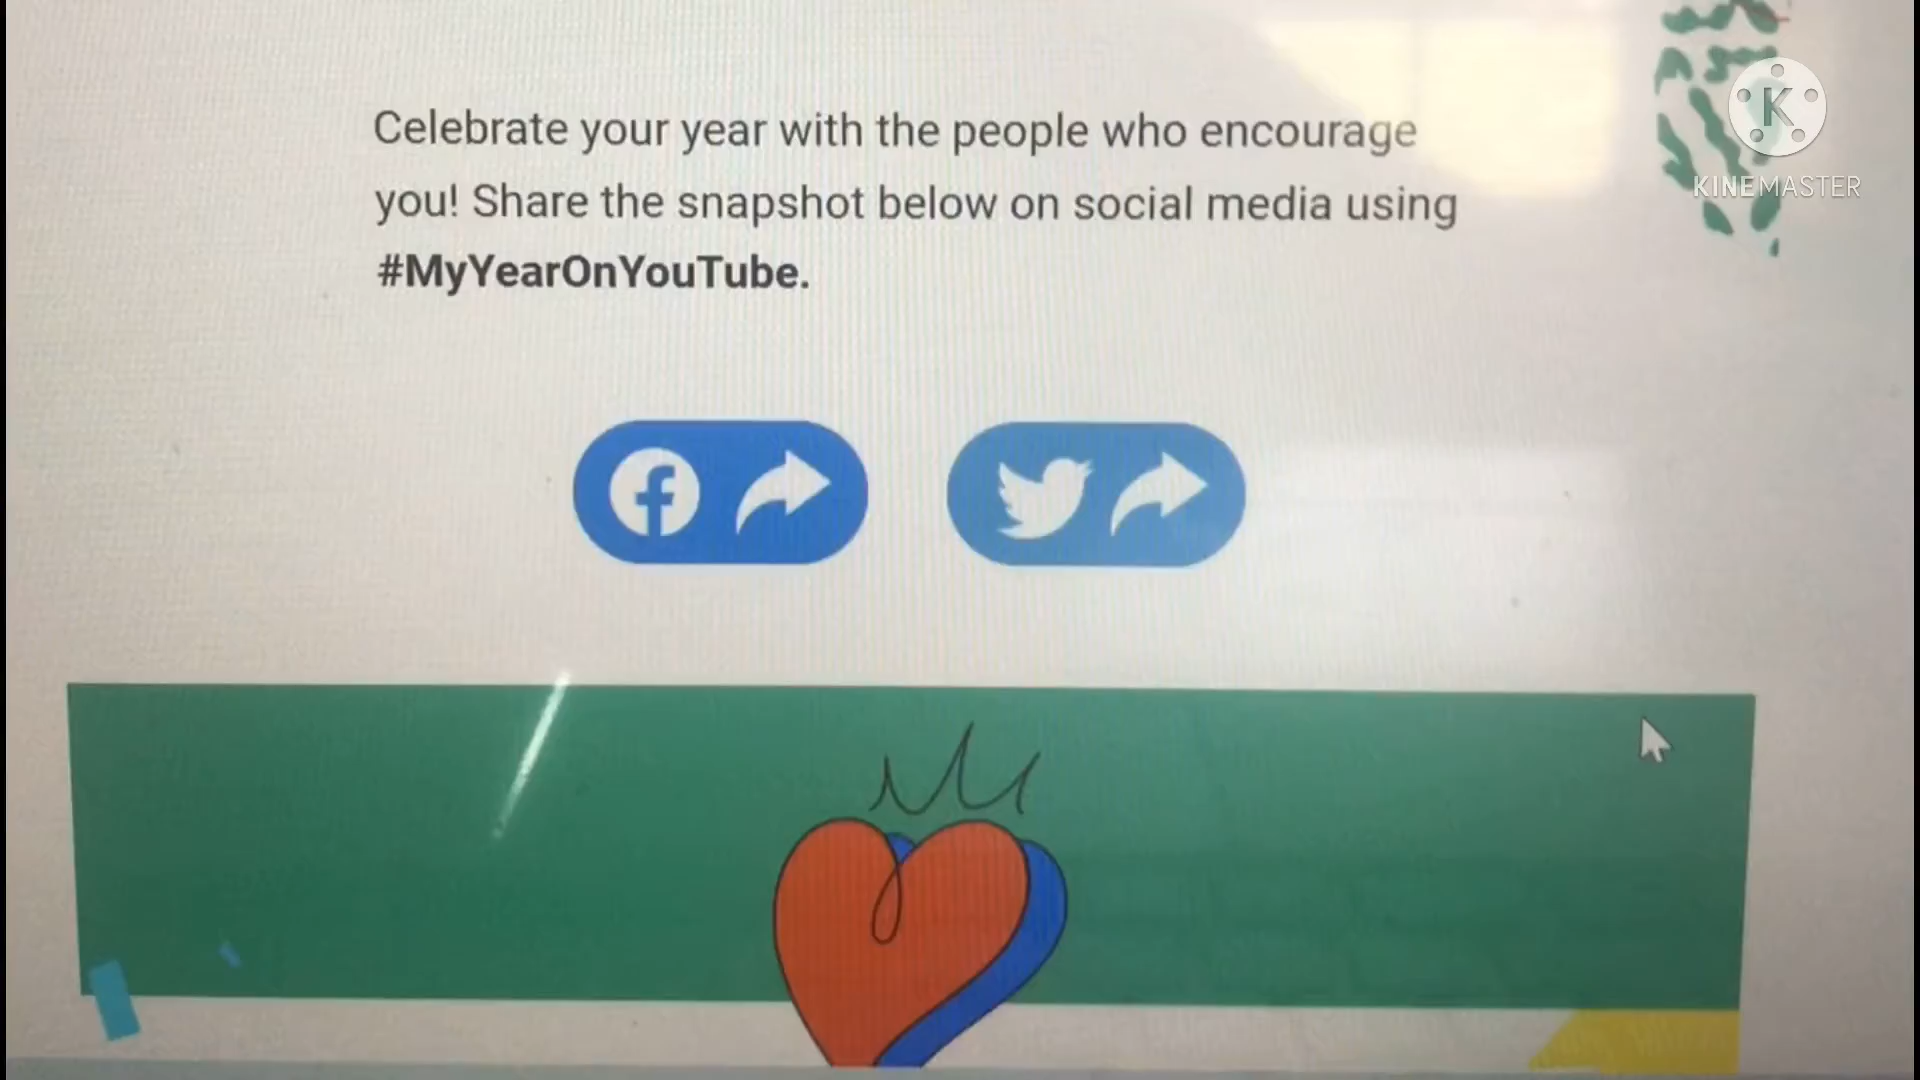 Celebrate your year with the people who encourage
you! Share the snapshot below on social media using
#MyYearOnYouTube.
K
KINEMASTER